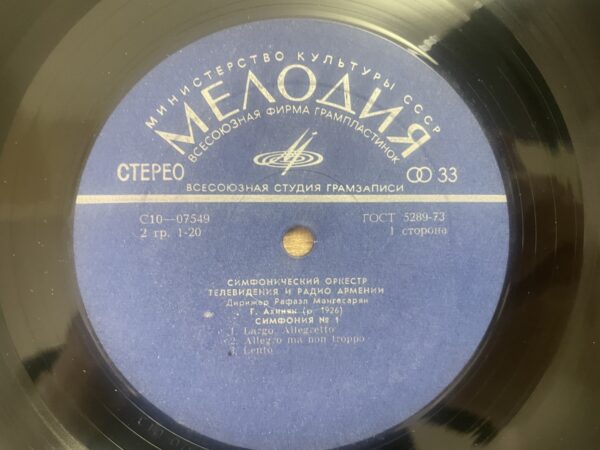 МИНИСТЕРСТВО КУЛЬТУРЫ СССР
МЕЛОДИЯ
ВСЕСОЮЗНАЯ ФИРМА ГРАМПЛАСТИНОК
СТЕРЕО
33
ВСЕСОЮЗНАЯ СТУДИЯ ГРАМЗАПИСИ
С10—07549
ГОСТ 5289-73
2 гр. 1-20
1 сторона
СИМФОНИЧЕСКИЙ ОРКЕСТР
ТЕЛЕВИДЕНИЯ И РАДИО АРМЕНИИ
Дирижер Рафаэл Мангасарян
Г. (р. 1926)
СИМФОНИЯ № 1
1. Largo. Allegretto
2. Allegro ma non troppo
3. Lento